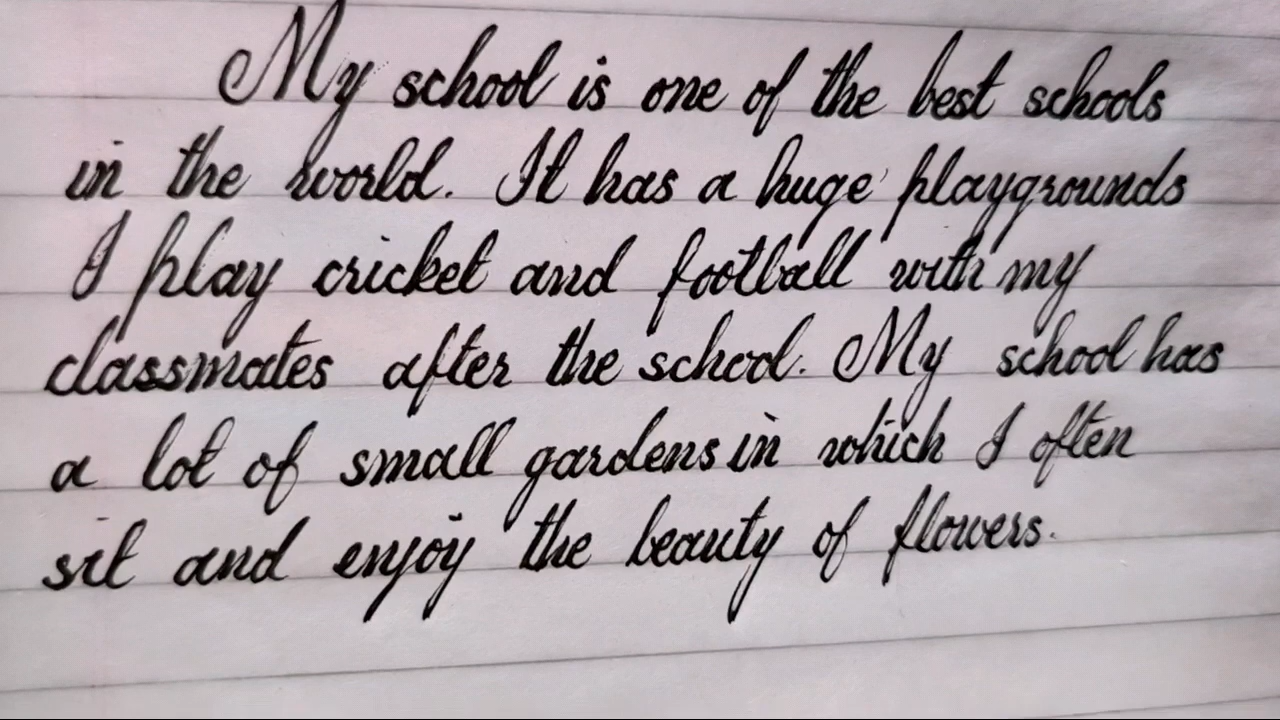 My school is one of the best schools
in the world. It has a huge playgrounds
I play cricket and football with my
classmates after the school. My school has
a lot of small gardens in which I often
sit and enjoy the beauty of flowers.